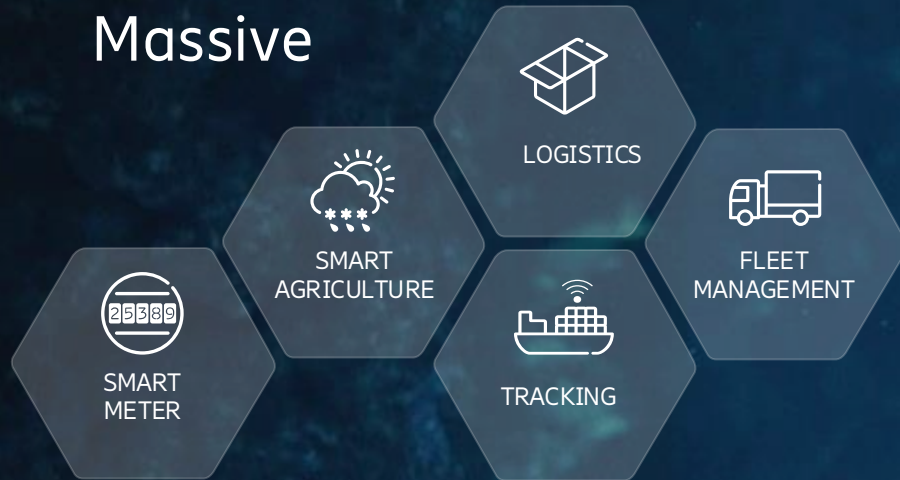 Massive
LOGISTICS
SMART
AGRICULTURE
FLEET
MANAGEMENT
25389
SMART
METER
TRACKING